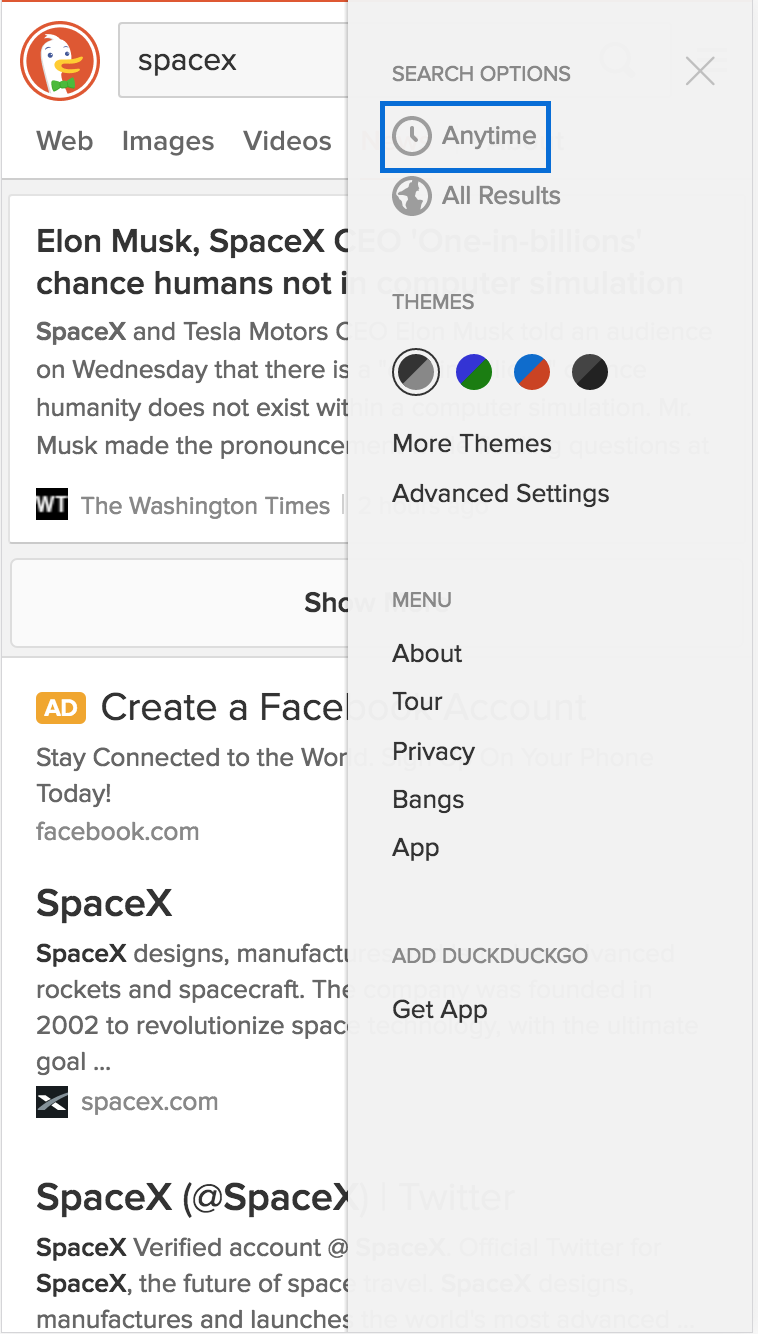 spacex
Web Images Videos
Elon Musk, SpaceX CEO 'One-in-billions'
chance humans not in computer simulation
SpaceX and Tesla Motors CEO Elon Musk told an audience
on Wednesday that there is a
humanity does not exist within a computer simulation. Mr.
Musk made the pronouncement questions at
WT The Washington Times | 2 hours ago
Show More
AD Create a Facebook Account
Stay Connected to the World. Sign Up On Your Phone
Today!
facebook.com
SpaceX
SpaceX designs, manufactures advanced
rockets and spacecraft. The company was founded in
2002 to revolutionize space technology, with the ultimate
goal ...
spacex.com
SpaceX (@SpaceX) | Twitter
SpaceX Verified account @ SpaceX. Official Twitter for
SpaceX, the future of space travel. SpaceX designs,
manufactures and launches the world's most advanced ...
SEARCH OPTIONS
Anytime
All Results
THEMES
More Themes
Advanced Settings
MENU
About
Tour
Privacy
Bangs
App
ADD DUCKDUCKGO
Get App